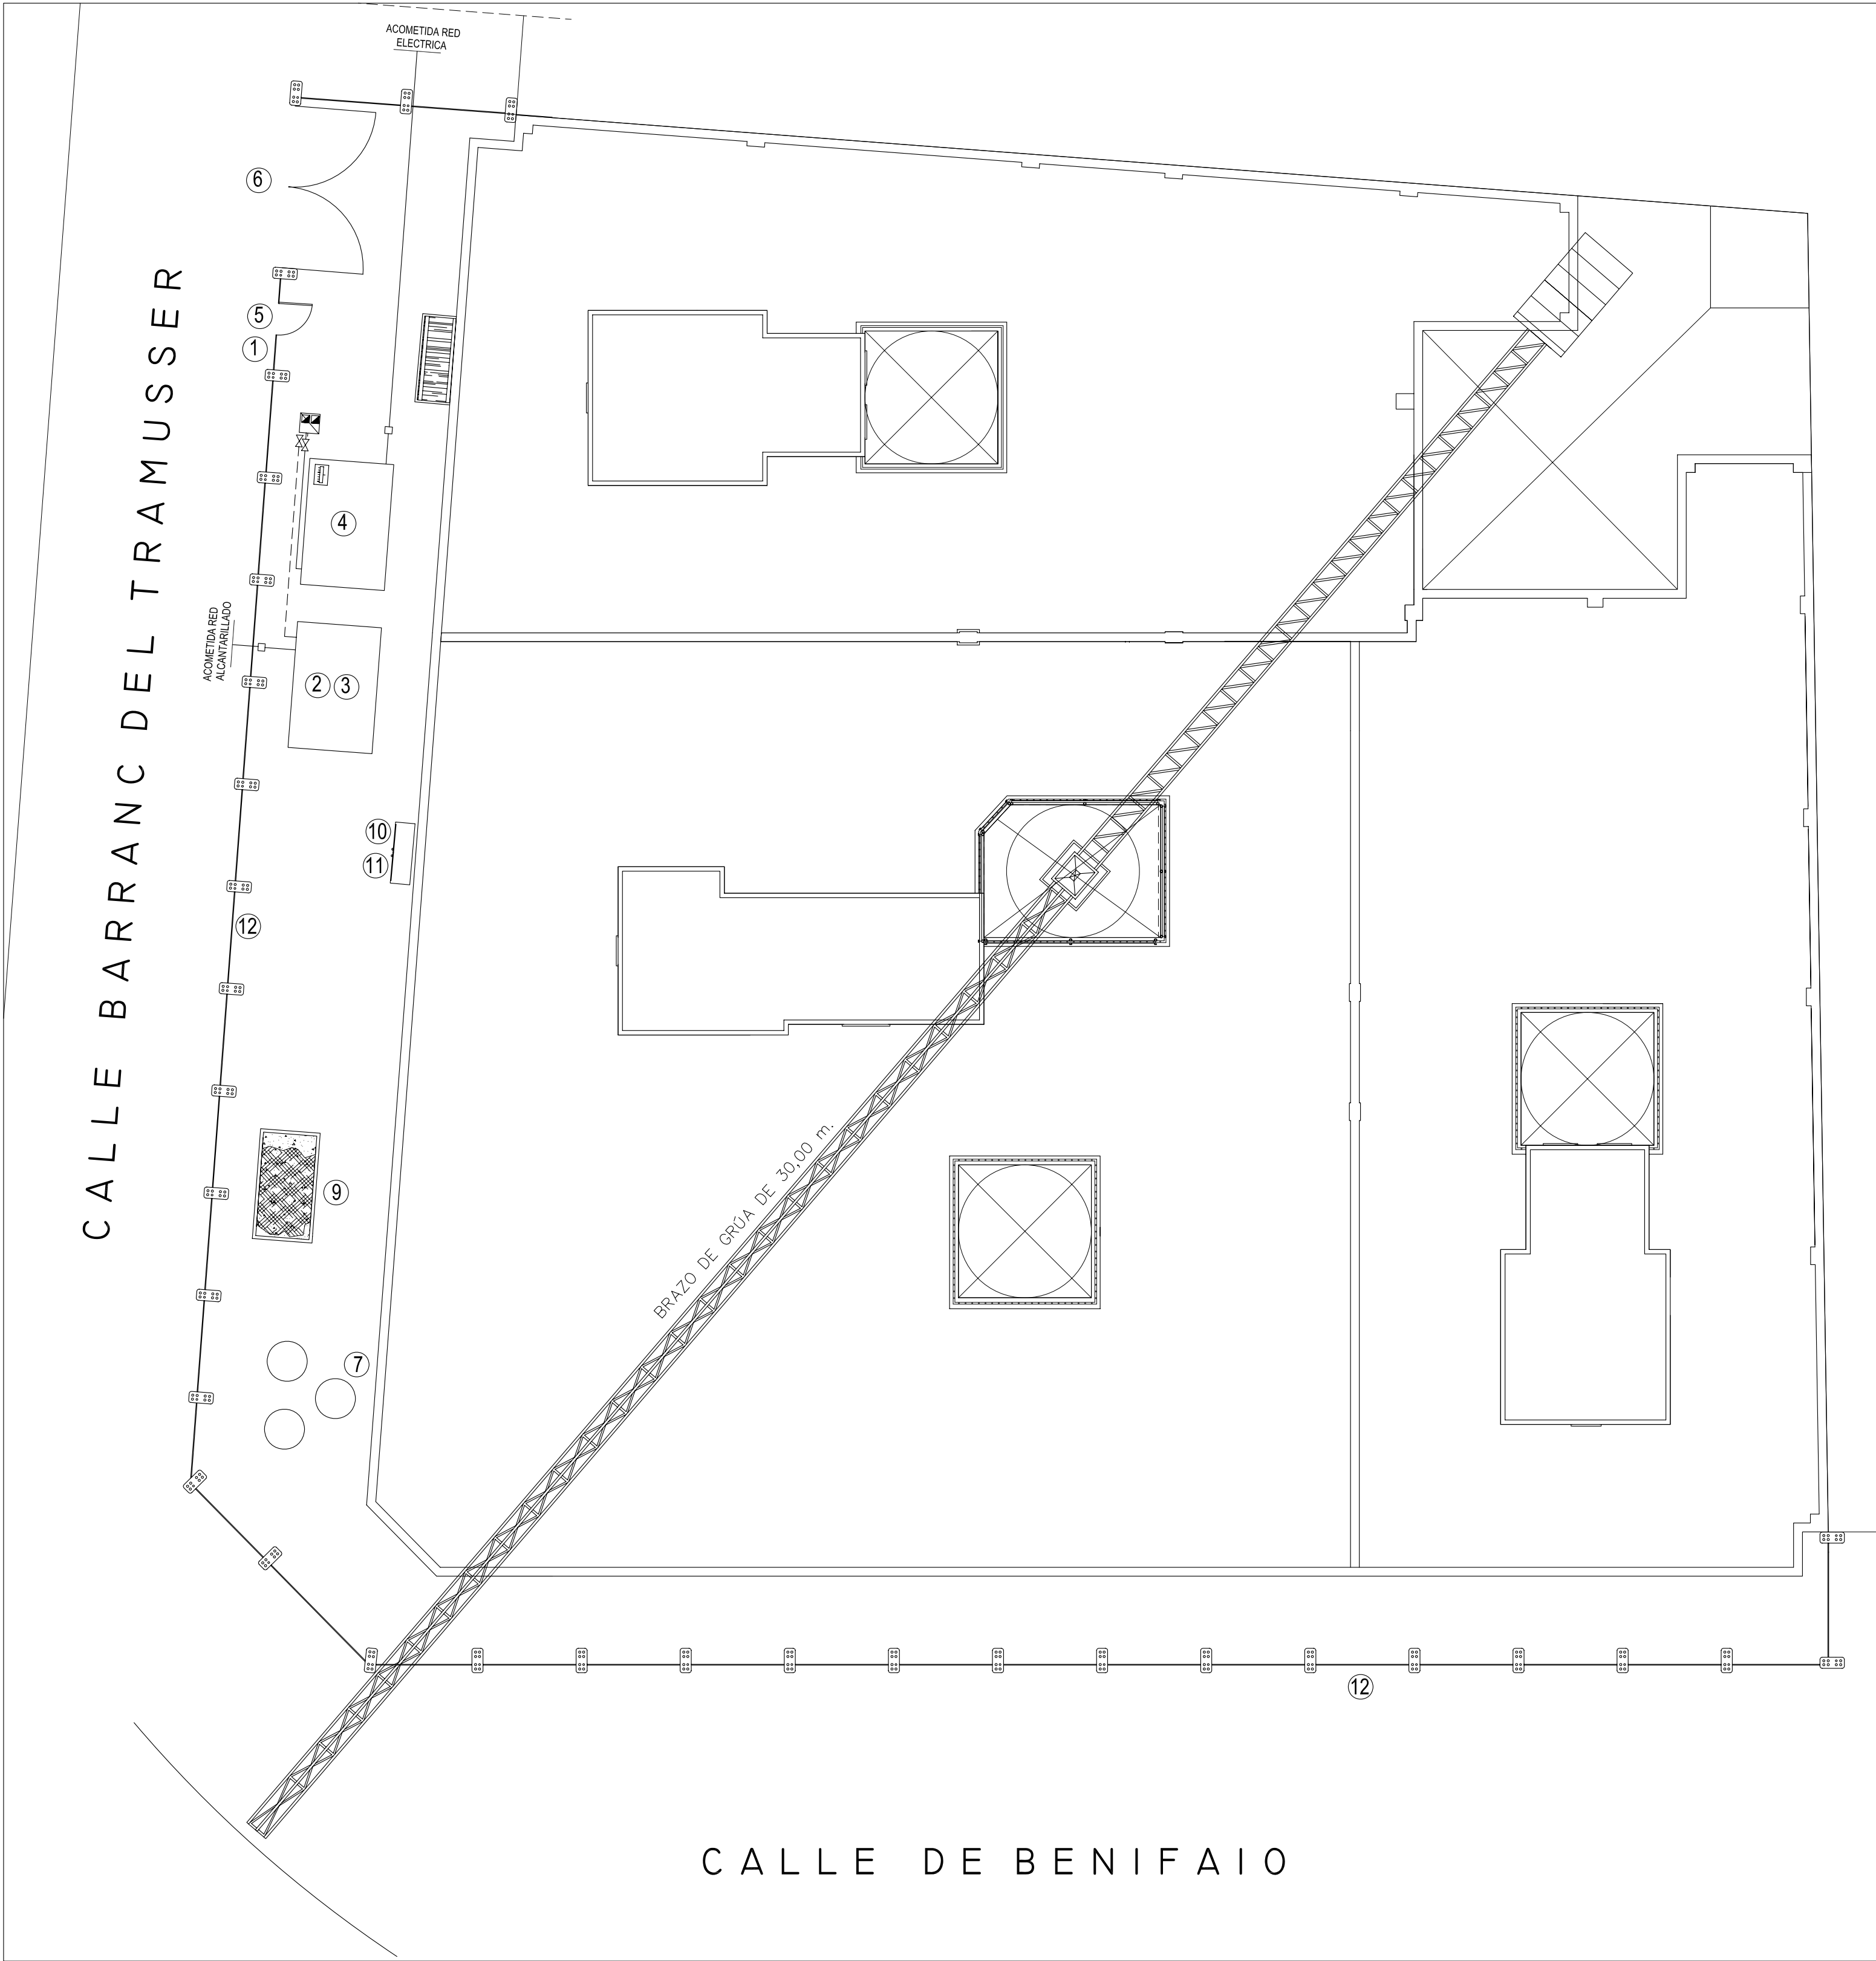 ACOMETIDA RED
ELECTRICA
6
5
1
4
ACOMETIDA RED
ALCANTARILLADO
2 3
CALLE BARRANC DEL TRAMUSSER
10
11
12
9
BRAZO DE GRÚA DE 30,00 m.
7
12
CALLE DE BENIFAIO